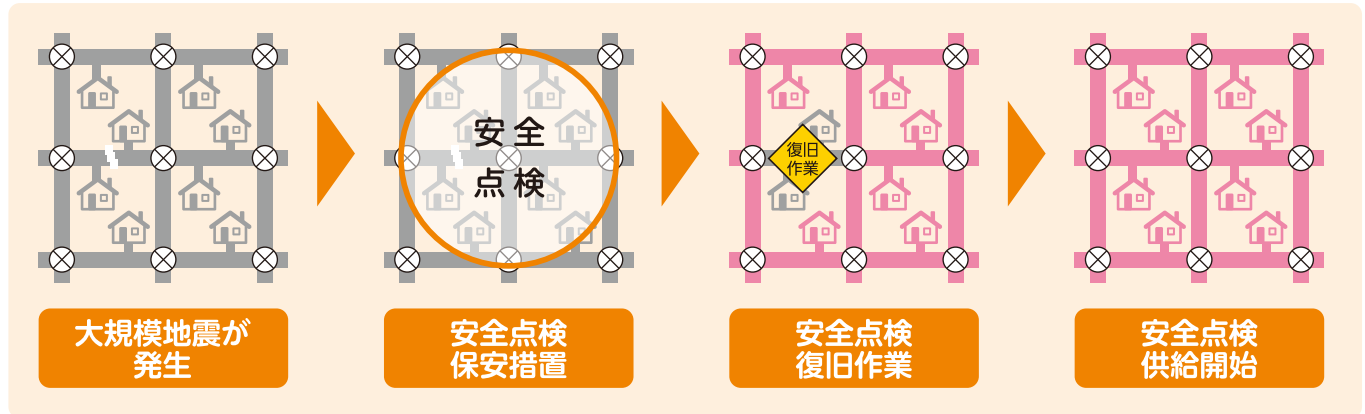 安全
点検
復旧
作業
大規模地震が
発生
安全点検
保安措置
安全点検
復旧作業
安全点検
供給開始